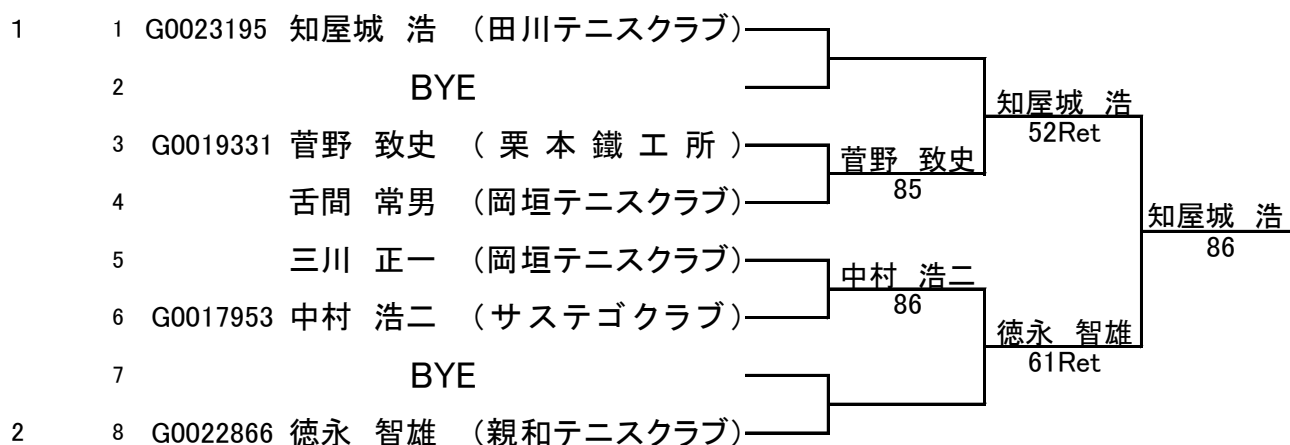 1 1 G0023195 知屋城 浩 (田川テニスクラブ)
2 BYE
知屋城 浩
52Ret
3 G0019331 菅野 致史 (栗本鐵工所)
菅野 致史
85
4 舌間 常男 (岡垣テニスクラブ)
知屋城 浩
86
5 三川 正一 (岡垣テニスクラブ)
中村 浩二
86
6 G0017953 中村 浩二 (サステゴクラブ)
徳永 智雄
61Ret
7 BYE
2 8 G0022866 徳永 智雄 (親和テニスクラブ)